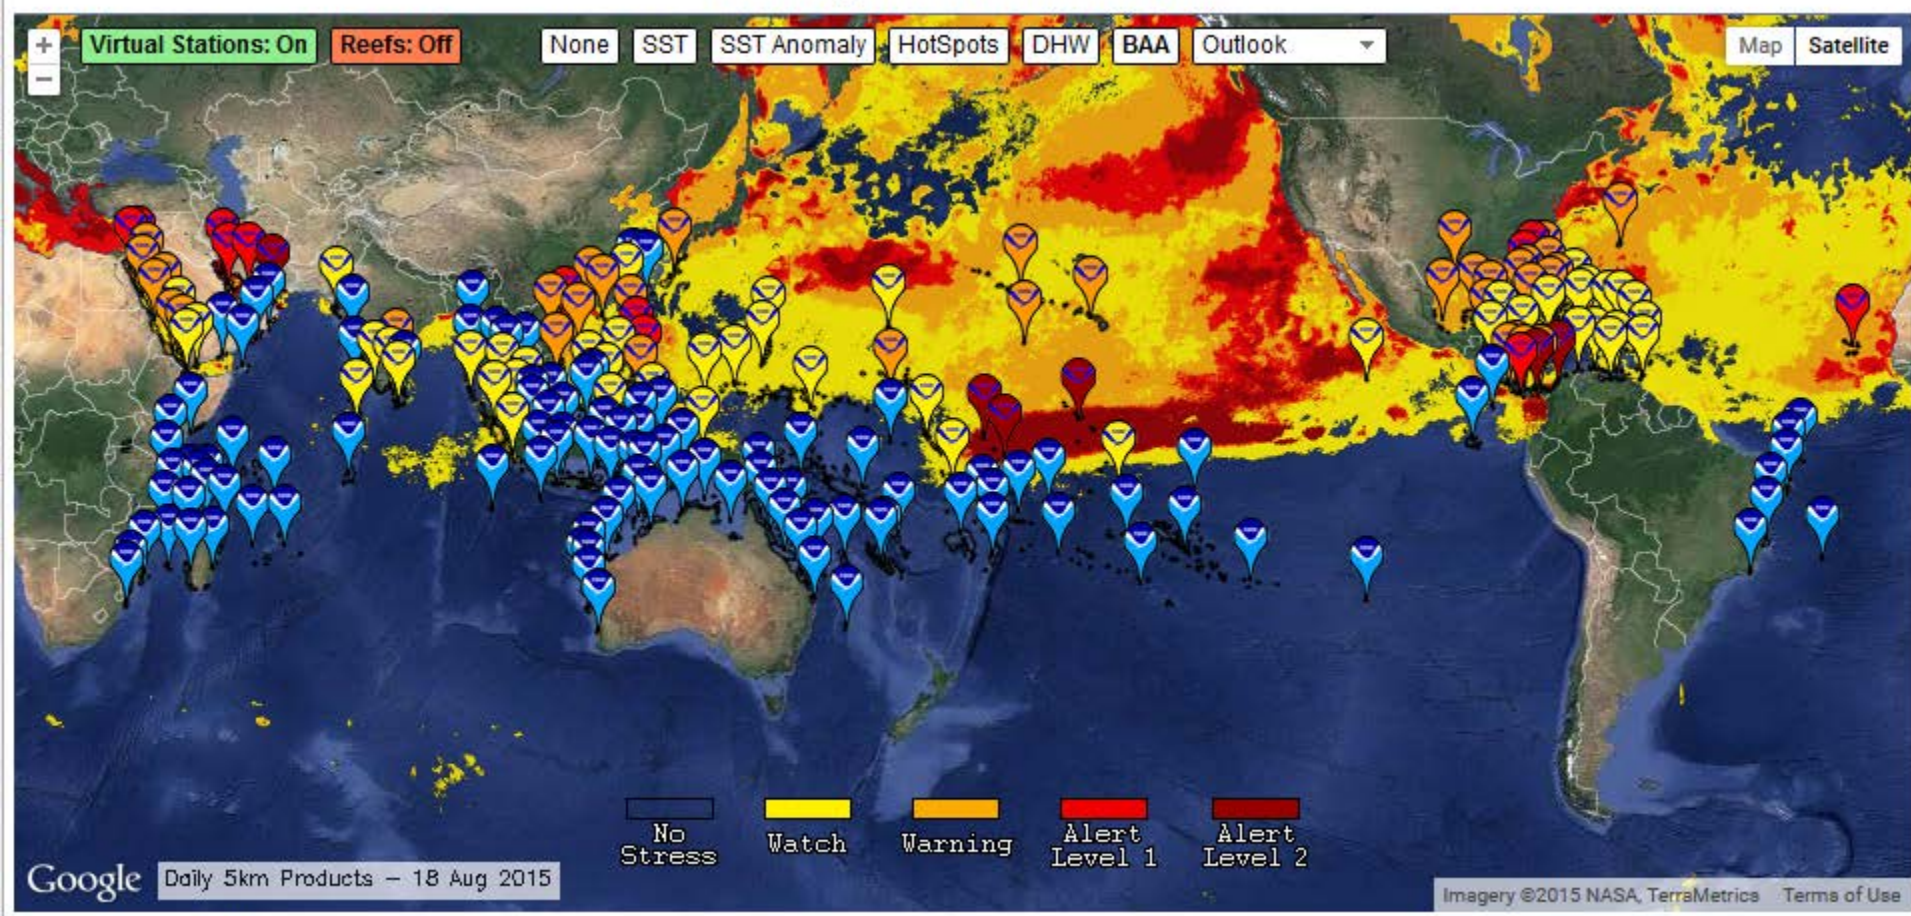 +
Virtual Stations: On
Reefs: Off
None
SST
SST Anomaly
HotSpots
DHW
BAA
Outlook
Map
Satellite
−
No
Stress
Watch
Warning
Alert
Level 1
Alert
Level 2
Google
Daily 5km Products – 18 Aug 2015
Imagery ©2015 NASA, TerraMetrics
Terms of Use